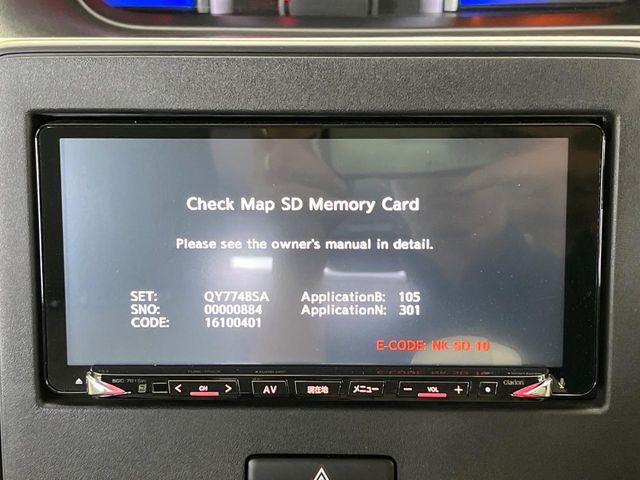 Check Map SD Memory Card
Please see the owner's manual in detail.
SET: QY7748SA ApplicationB: 105
SNO: 00000884 ApplicationN: 301
CODE: 16100401
E-CODE: NK-SD-10
< CH > AV 現在地 メニュー − VOL +
Clarion